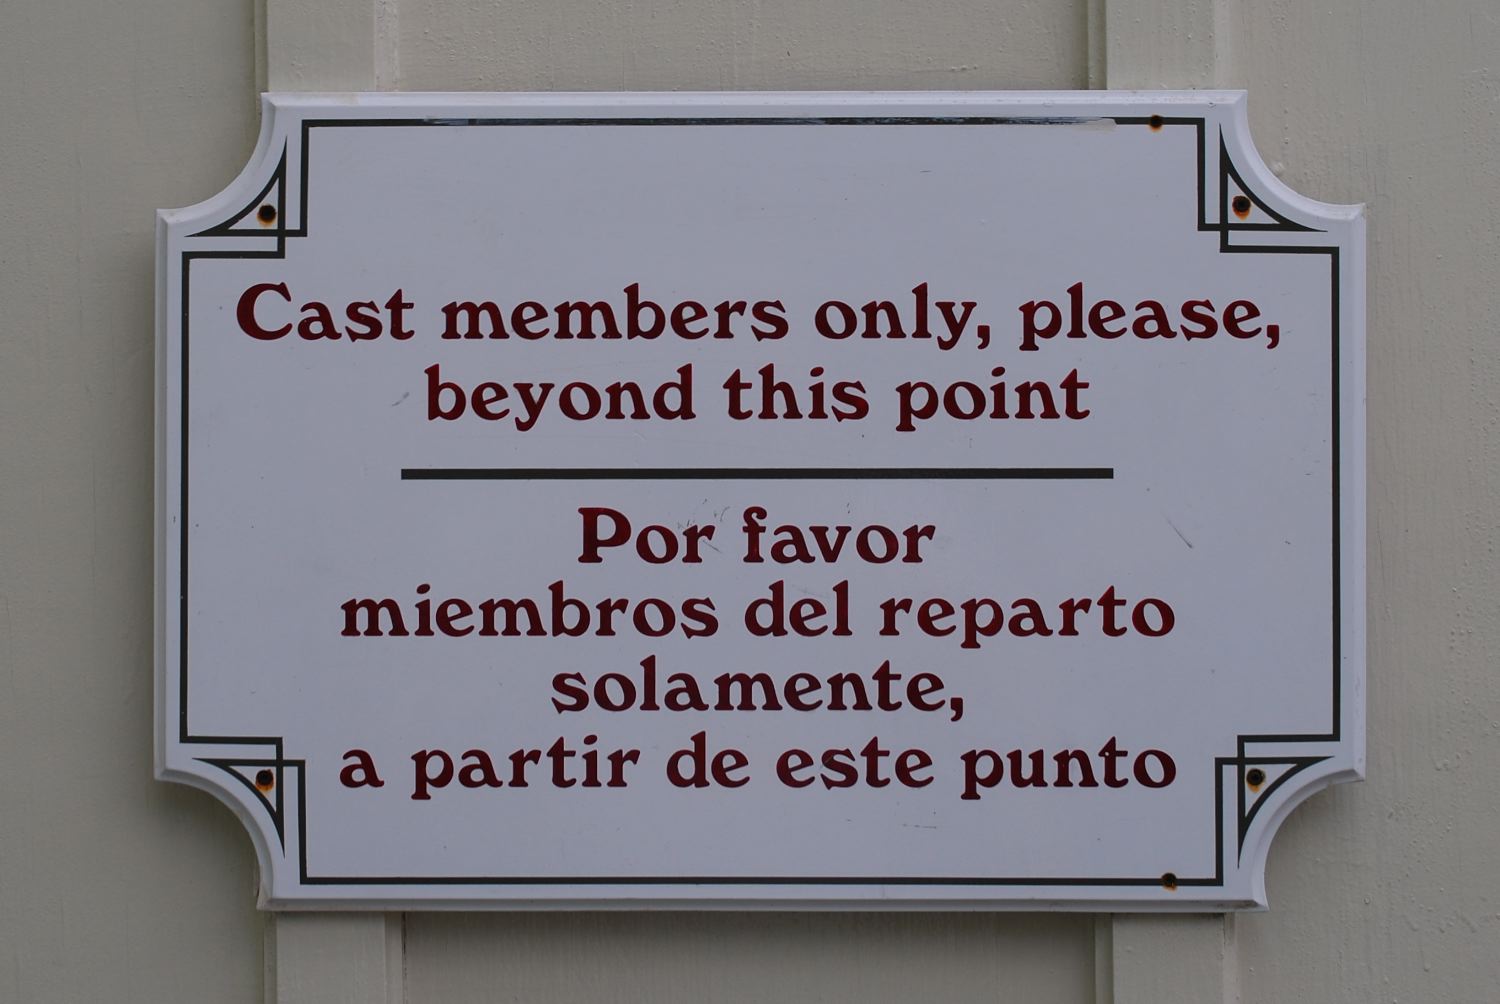 Cast members only, please,
beyond this point
Por favor
miembros del reparto
solamente,
a partir de este punto